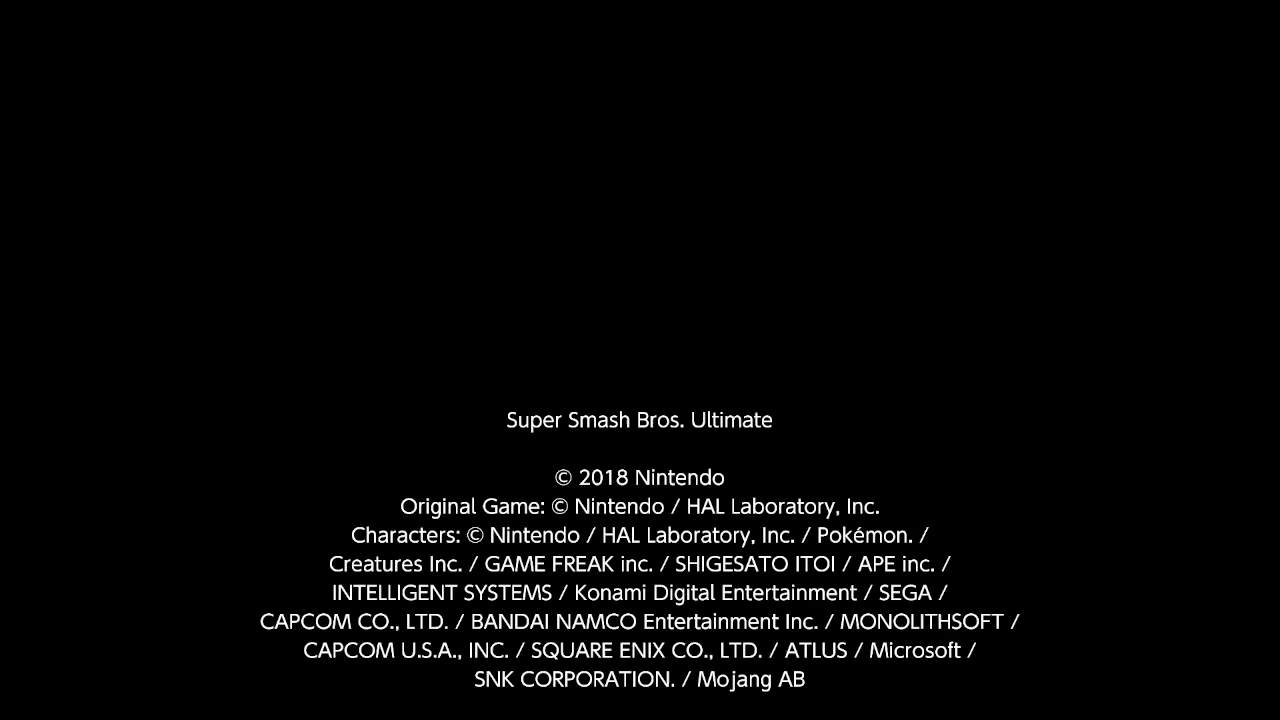 Super Smash Bros. Ultimate
© 2018 Nintendo
Original Game: © Nintendo / HAL Laboratory, Inc.
Characters: © Nintendo / HAL Laboratory, Inc. / Pokémon. /
Creatures Inc. / GAME FREAK inc. / SHIGESATO ITOI / APE inc. /
INTELLIGENT SYSTEMS / Konami Digital Entertainment / SEGA /
CAPCOM CO., LTD. / BANDAI NAMCO Entertainment Inc. / MONOLITHSOFT /
CAPCOM U.S.A., INC. / SQUARE ENIX CO., LTD. / ATLUS / Microsoft /
SNK CORPORATION. / Mojang AB